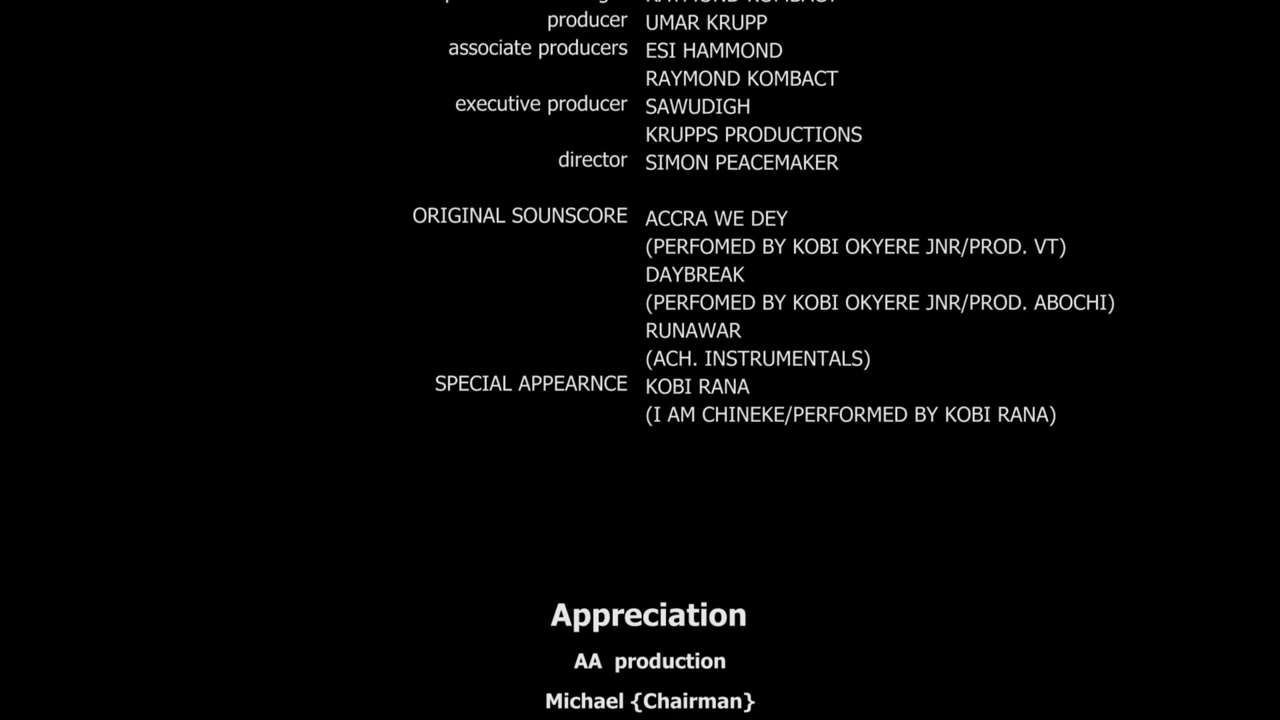 producer UMAR KRUPP
associate producers ESI HAMMOND
RAYMOND KOMBACT
executive producer SAWUDIGH
KRUPPS PRODUCTIONS
director SIMON PEACEMAKER
ORIGINAL SOUNSCORE ACCRA WE DEY
(PERFOMED BY KOBI OKYERE JNR/PROD. VT)
DAYBREAK
(PERFOMED BY KOBI OKYERE JNR/PROD. ABOCHI)
RUNAWAR
(ACH. INSTRUMENTALS)
SPECIAL APPEARNCE KOBI RANA
(I AM CHINEKE/PERFORMED BY KOBI RANA)
Appreciation
AA production
Michael {Chairman}